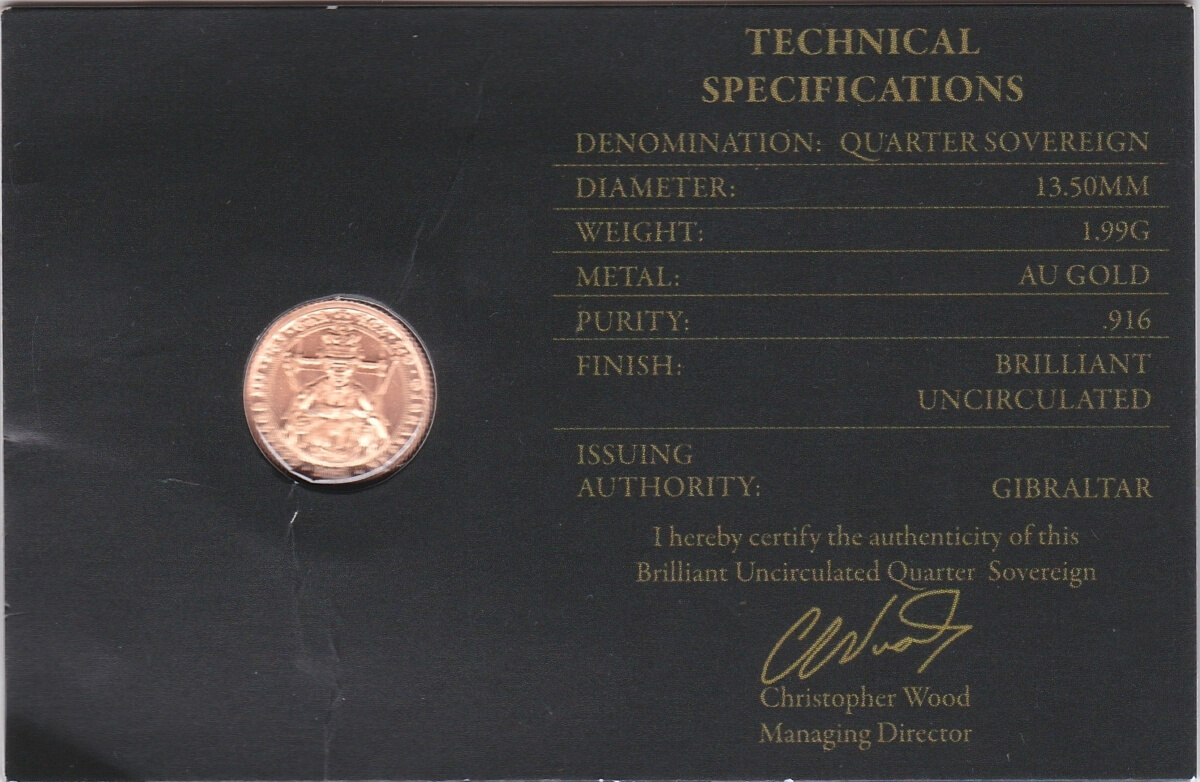 TECHNICAL
SPECIFICATIONS
DENOMINATION: QUARTER SOVEREIGN
DIAMETER: 13.50MM
WEIGHT: 1.99G
METAL: AU GOLD
PURITY: .916
FINISH: BRILLIANT
UNCIRCULATED
ISSUING
AUTHORITY: GIBRALTAR
I hereby certify the authenticity of this
Brilliant Uncirculated Quarter Sovereign
Christopher Wood
Managing Director